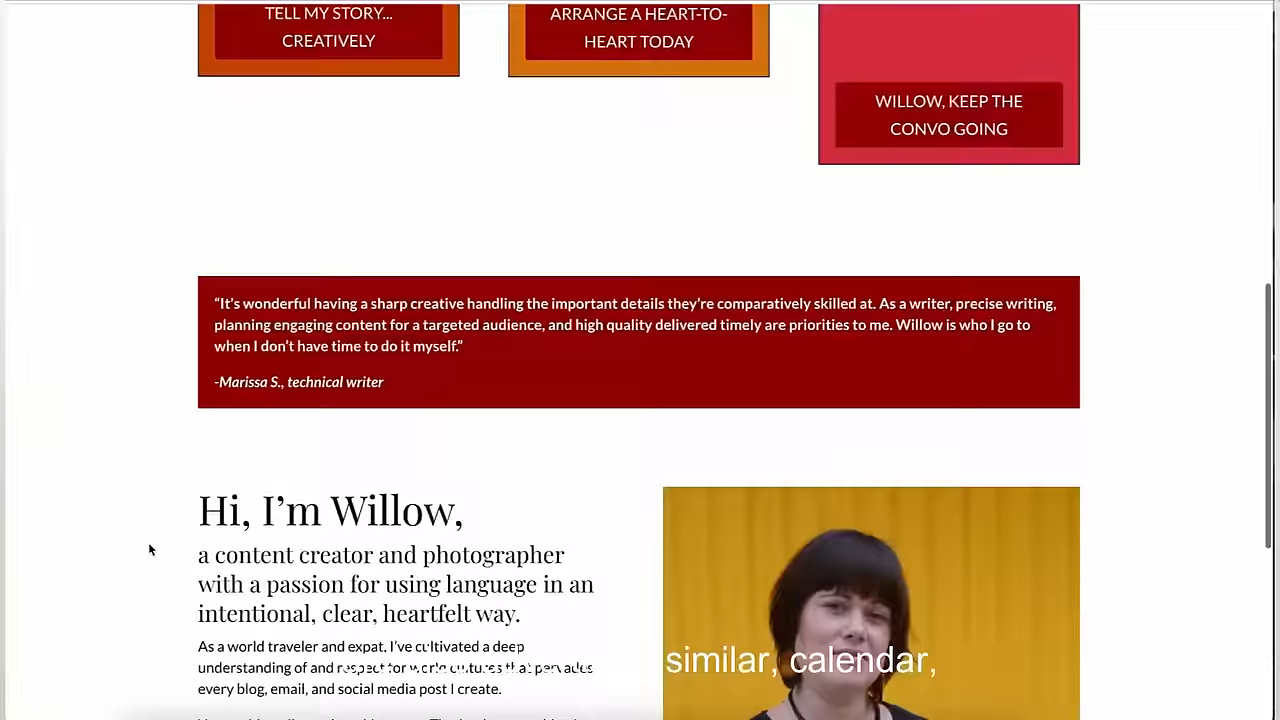 TELL MY STORY...
CREATIVELY
ARRANGE A HEART-TO-
HEART TODAY
WILLOW, KEEP THE
CONVO GOING
“It’s wonderful having a sharp creative handling the important details they’re comparatively skilled at. As a writer, precise writing,
planning engaging content for a targeted audience, and high quality delivered timely are priorities to me. Willow is who I go to
when I don't have time to do it myself.”
-Marissa S., technical writer
Hi, I’m Willow,
a content creator and photographer
with a passion for using language in an
intentional, clear, heartfelt way.
As a world traveler and expat, I’ve cultivated a deep
understanding of and respect for world cultures that pervades
every blog, email, and social media post I create.
similar, calendar,